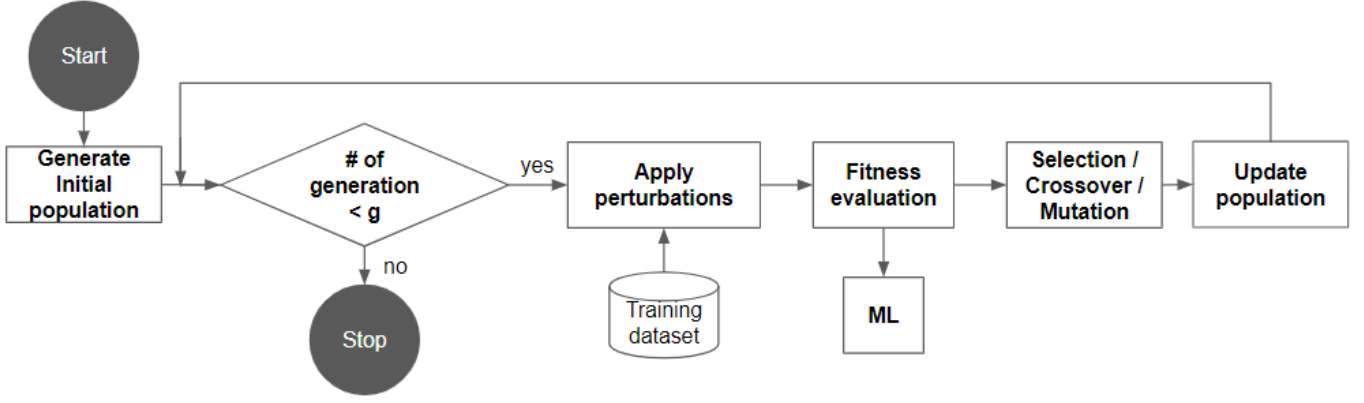 Start
Generate
Initial
population
# of
generation
< g
yes
no
Stop
Apply
perturbations
Training
dataset
Fitness
evaluation
ML
Selection /
Crossover /
Mutation
Update
population